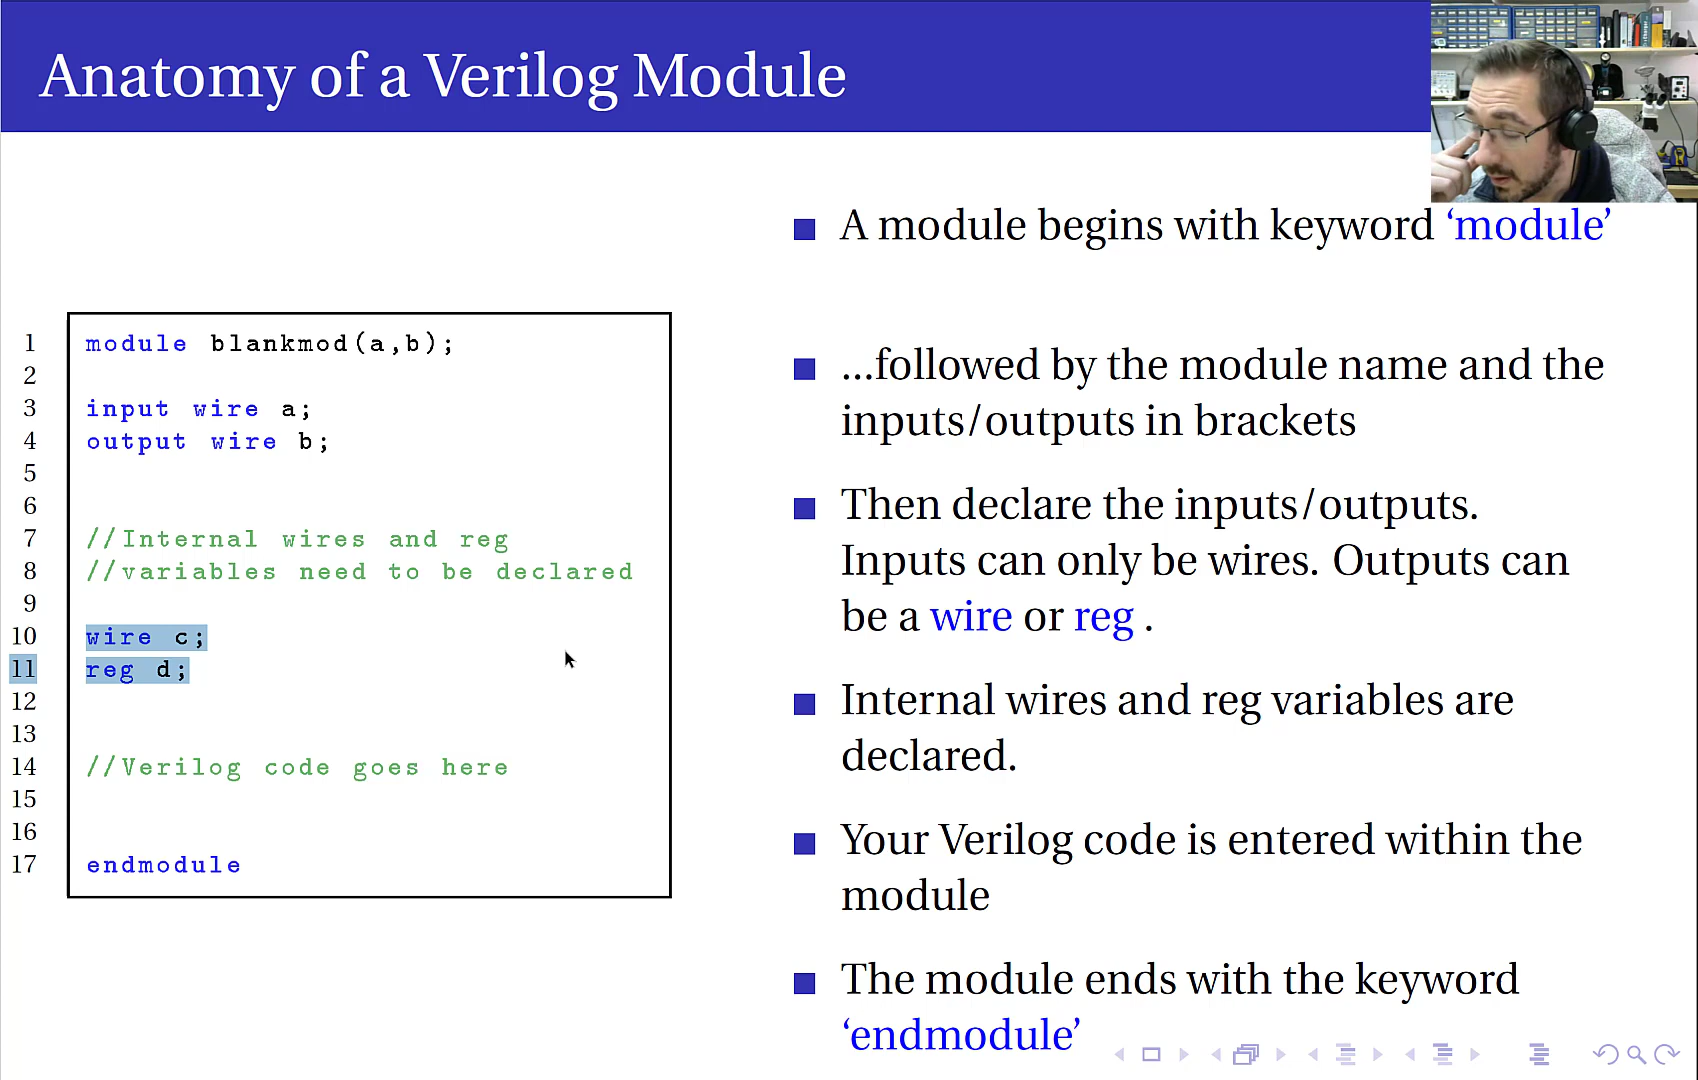 Anatomy of a Verilog Module
1 module blankmod(a,b);
2
3 input wire a;
4 output wire b;
5
6
7 //Internal wires and reg
8 //variables need to be declared
9
10 wire c;
11 reg d;
12
13
14 //Verilog code goes here
15
16
17 endmodule
A module begins with keyword ‘module’
...followed by the module name and the
inputs/outputs in brackets
Then declare the inputs/outputs.
Inputs can only be wires. Outputs can
be a wire or reg .
Internal wires and reg variables are
declared.
Your Verilog code is entered within the
module
The module ends with the keyword
‘endmodule’